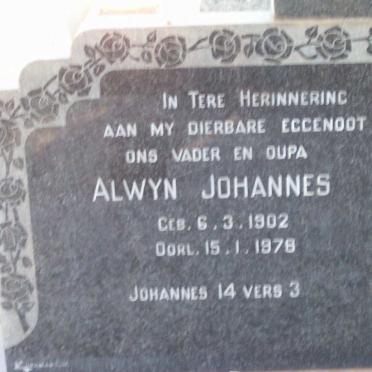 IN TERE HERINNERING
AAN MY DIERBARE EGGENOOT
ONS VADER EN OUPA
ALWYN JOHANNES
GEB. 6.3.1902
OORL. 15.1.1978
JOHANNES 14 VERS 3